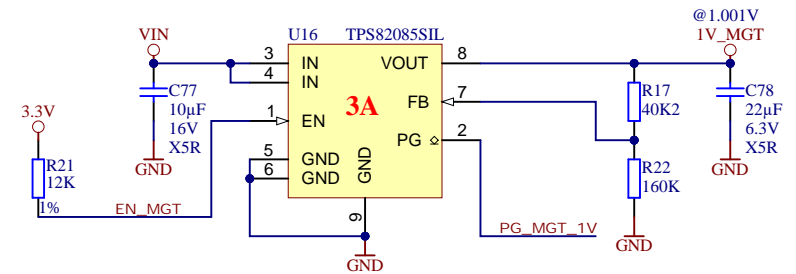 @1.001V
VIN
U16 TPS82085SIL
1V_MGT
3 IN VOUT 8
4 IN
C77
10µF
16V
X5R
R17
40K2
C78
22µF
6.3V
X5R
3A
FB 7
3.3V
1 EN
PG 2
GND
5 GND
6 GND
GND
GND
R21
12K
1%
R22
160K
EN_MGT
9
PG_MGT_1V
GND
GND